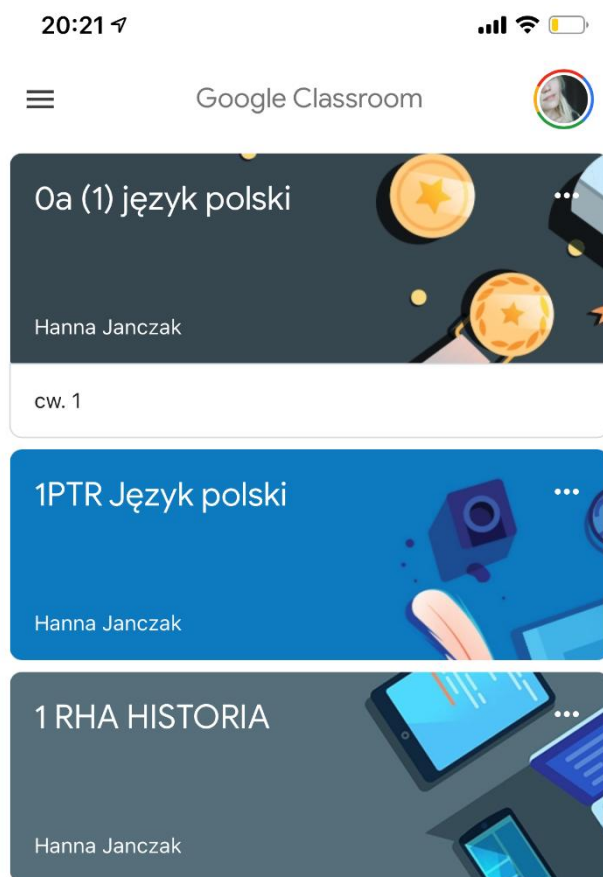 20:21
Google Classroom
0a (1) język polski
Hanna Janczak
cw. 1
1PTR Język polski
Hanna Janczak
1 RHA HISTORIA
Hanna Janczak